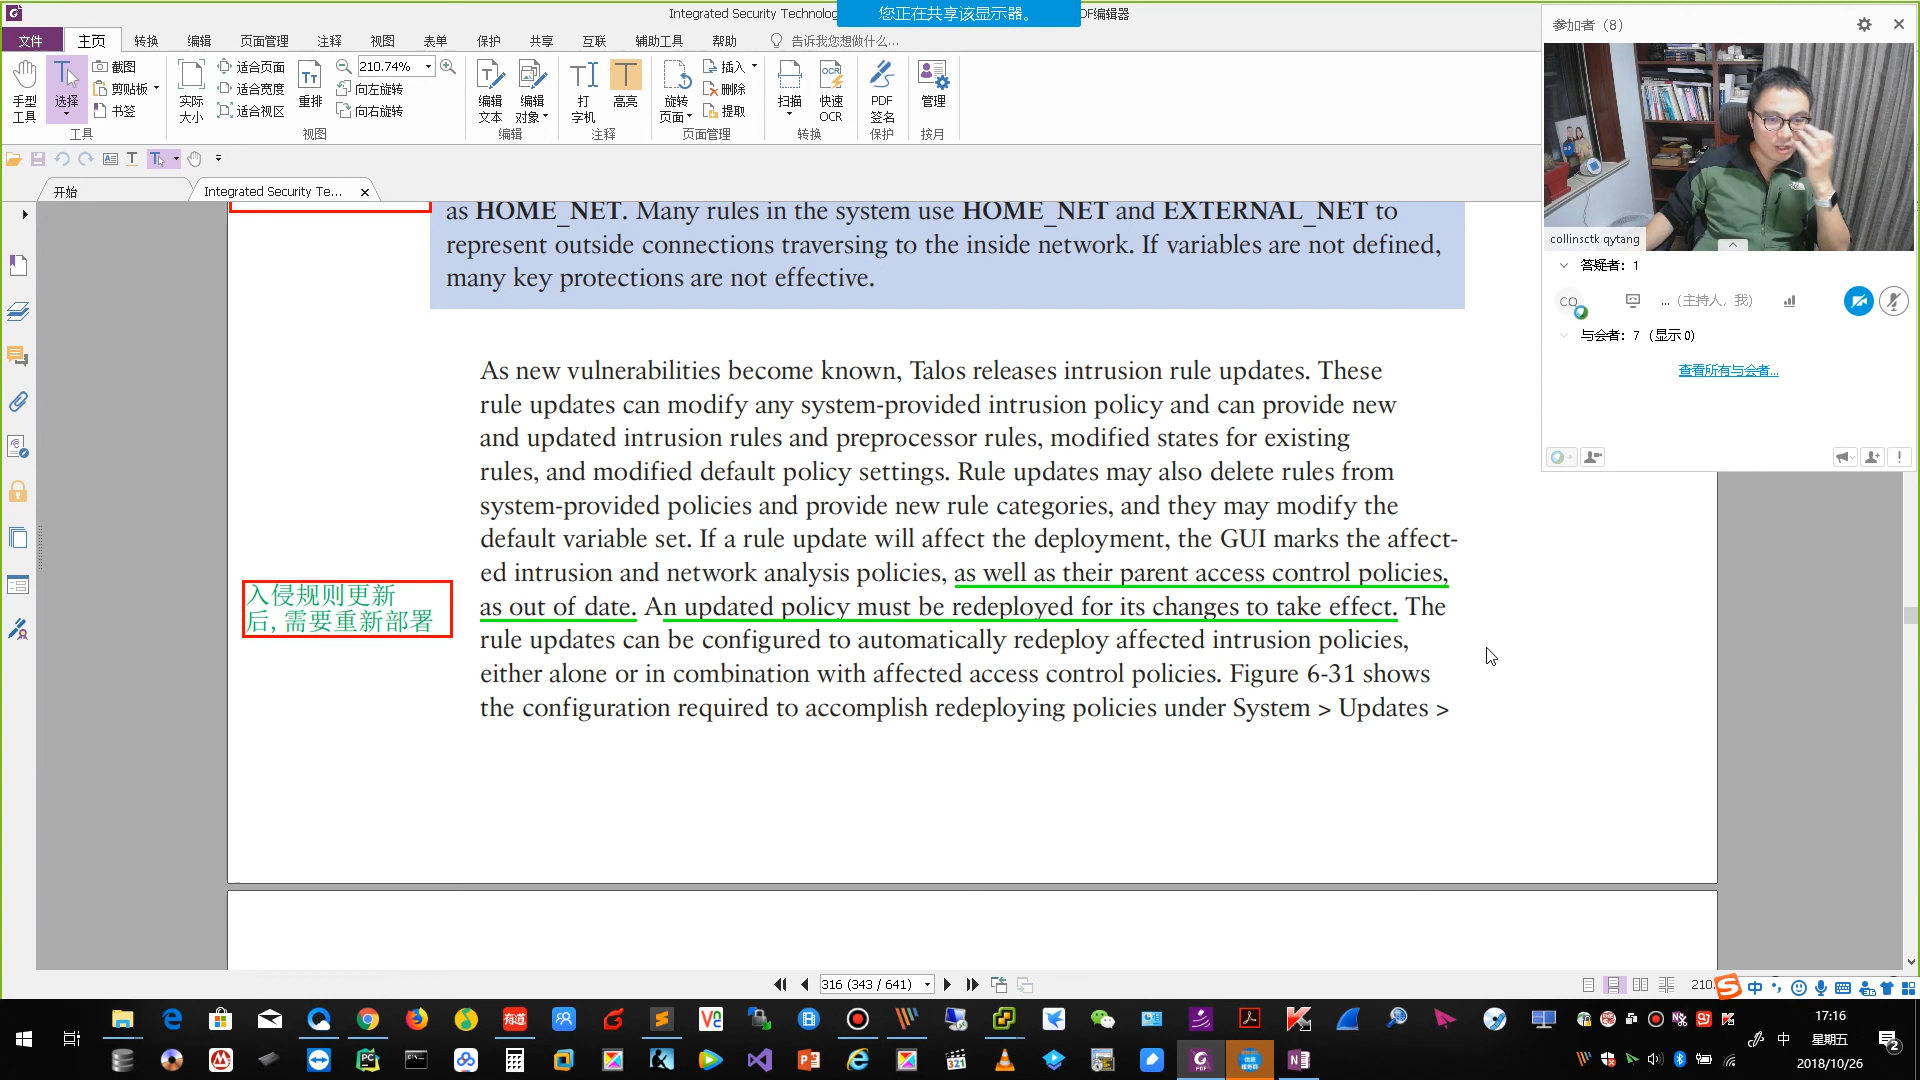 Integrated Security Technolog
您正在共享该显示器。
DF编辑器
文件 主页 转换 编辑 页面管理 注释 视图 表单 保护 共享 互联 辅助工具 帮助 告诉我您想做什么...
手型工具
选择
截图
剪贴板
书签
工具
实际大小
适合页面
适合宽度
适合视区
重排
210.74%
向左旋转
向右旋转
视图
编辑文本
编辑对象
编辑
打字机
高亮
注释
旋转页面
插入
删除
提取
页面管理
扫描
快速OCR
转换
PDF签名
保护
管理
按月
开始
Integrated Security Te...
as HOME_NET. Many rules in the system use HOME_NET and EXTERNAL_NET to
represent outside connections traversing to the inside network. If variables are not defined,
many key protections are not effective.
As new vulnerabilities become known, Talos releases intrusion rule updates. These
rule updates can modify any system-provided intrusion policy and can provide new
and updated intrusion rules and preprocessor rules, modified states for existing
rules, and modified default policy settings. Rule updates may also delete rules from
system-provided policies and provide new rule categories, and they may modify the
default variable set. If a rule update will affect the deployment, the GUI marks the affect-
ed intrusion and network analysis policies, as well as their parent access control policies,
as out of date. An updated policy must be redeployed for its changes to take effect. The
rule updates can be configured to automatically redeploy affected intrusion policies,
either alone or in combination with affected access control policies. Figure 6-31 shows
the configuration required to accomplish redeploying policies under System > Updates >
入侵规则更新
后, 需要重新部署
参加者 (8)
collinsctk qytang
答疑者: 1
CQ ... (主持人, 我)
与会者: 7 (显示 0)
查看所有与会者...
316 (343 / 641)
210.
中
17:16
中 星期五
2018/10/26
2